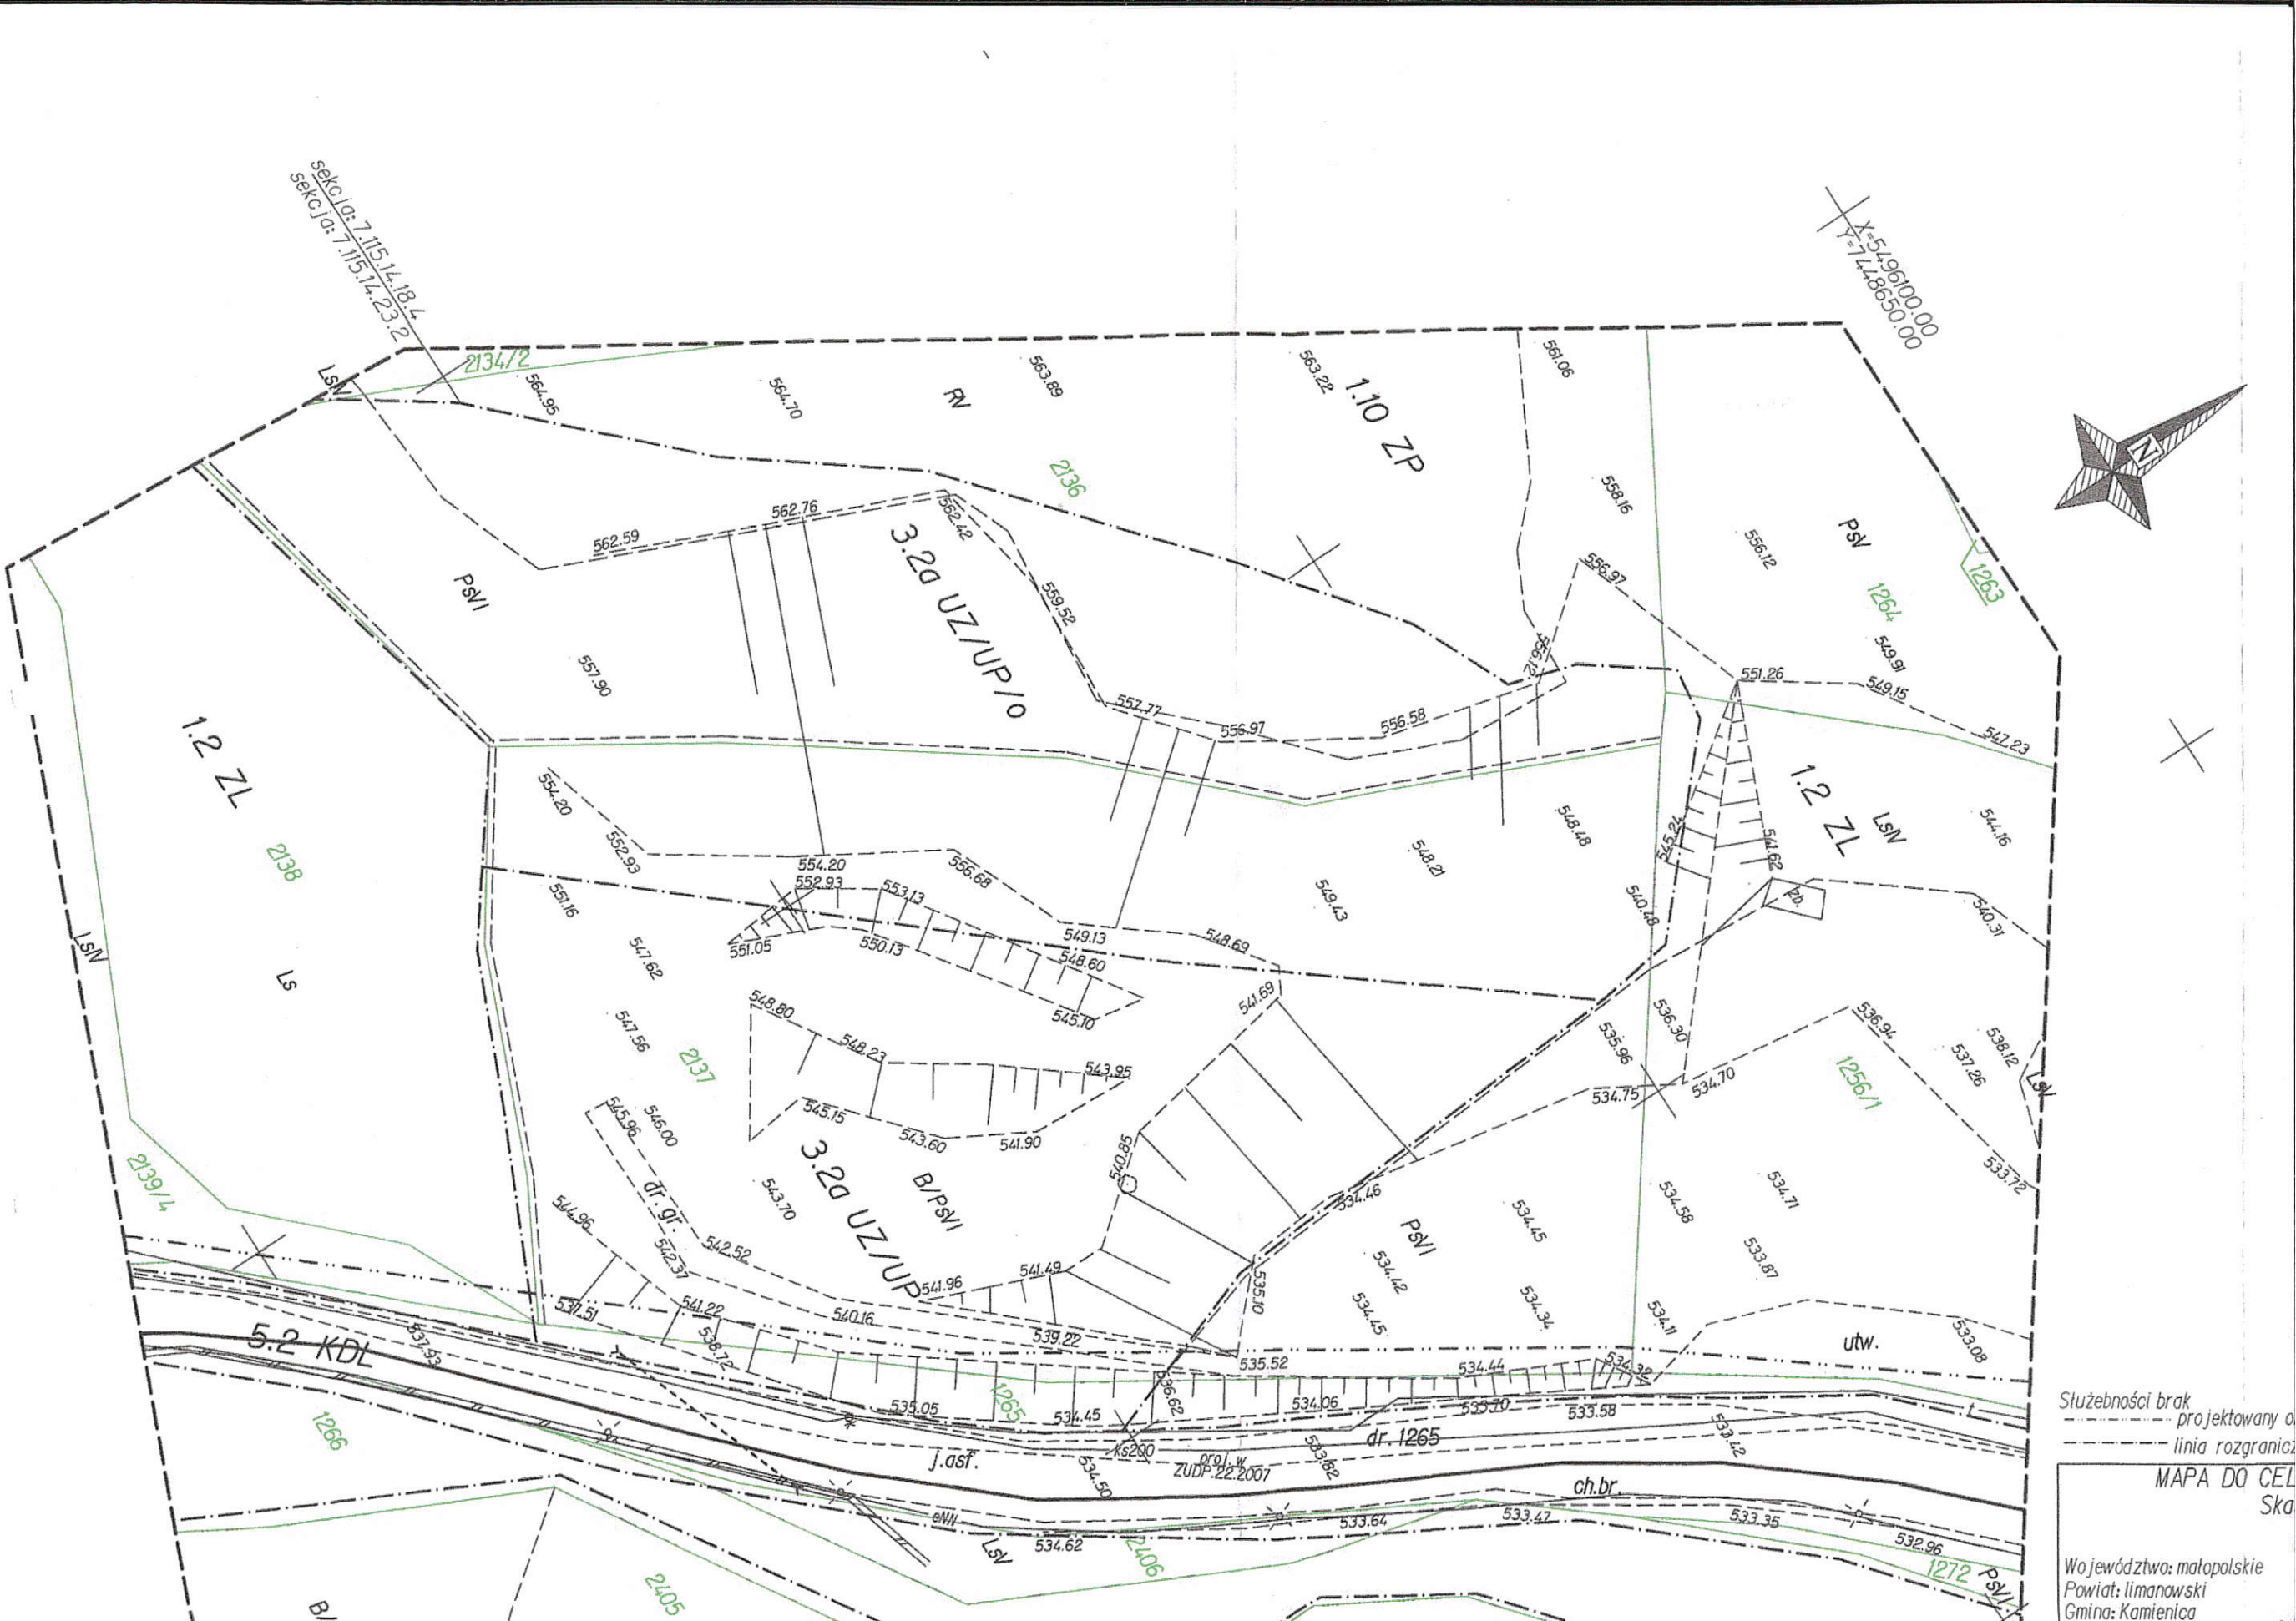 sekcja: 7.115.14.18.4
sekcja: 7.115.14.23.2
X=5496100.00
Y=7448650.00
LsIV
2134/2
564.95
564.70
RV
563.89
563.22
1.10 ZP
561.06
2136
558.16
556.12
PsV
1264
1263
N
562.59
562.76
562.42
3.2a UZ/UP/0
559.52
PsVI
557.90
556.97
556.12
549.91
551.26
549.15
547.23
557.77
556.97
556.58
1.2 ZL
2138
LsIV
Ls
554.20
552.93
554.20
552.93
553.13
556.68
551.16
547.62
551.05
550.13
549.13
548.60
548.69
545.10
549.43
548.21
548.48
540.48
545.24
541.62
1.2 ZL
LsIV
544.16
zb.
540.31
548.80
548.23
543.95
541.69
547.56
2137
545.15
543.60
541.90
545.96
546.00
dr. gr.
543.70
3.2a UZ/UP
B/PsVI
540.85
536.30
535.96
534.75
534.70
536.94
1256/1
537.26
538.12
LsIV
533.72
2139/4
544.96
542.37
542.52
541.96
541.49
534.46
PsVI
534.45
534.58
534.71
533.87
534.42
534.45
534.34
534.11
535.10
537.51
541.22
538.72
540.16
539.22
535.52
534.44
534.32
utw.
533.08
5.2 KDL
537.93
1266
535.05
1265
534.45
536.62
534.06
533.70
533.58
533.42
t
j.asf.
534.50
ks200
proj. w
ZUDP.22.2007
533.82
dr. 1265
ch.br.
eNN
LsV
534.62
2406
533.64
533.47
533.35
532.96
1272
PsVI
2405
B/
Służebności brak
projektowany o
linia rozgranicz
MAPA DO CEL
Ska
Województwo: małopolskie
Powiat: limanowski
Gmina: Kamienica